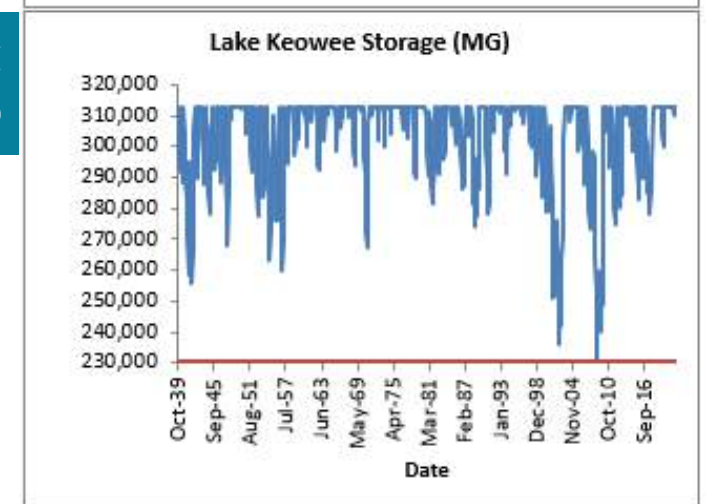 Lake Keowee Storage (MG)
320,000
310,000
300,000
290,000
280,000
270,000
260,000
250,000
240,000
230,000
Oct-39
Sep-45
Aug-51
Jul-57
Jun-63
May-69
Apr-75
Mar-81
Feb-87
Jan-93
Dec-98
Nov-04
Oct-10
Sep-16
Date